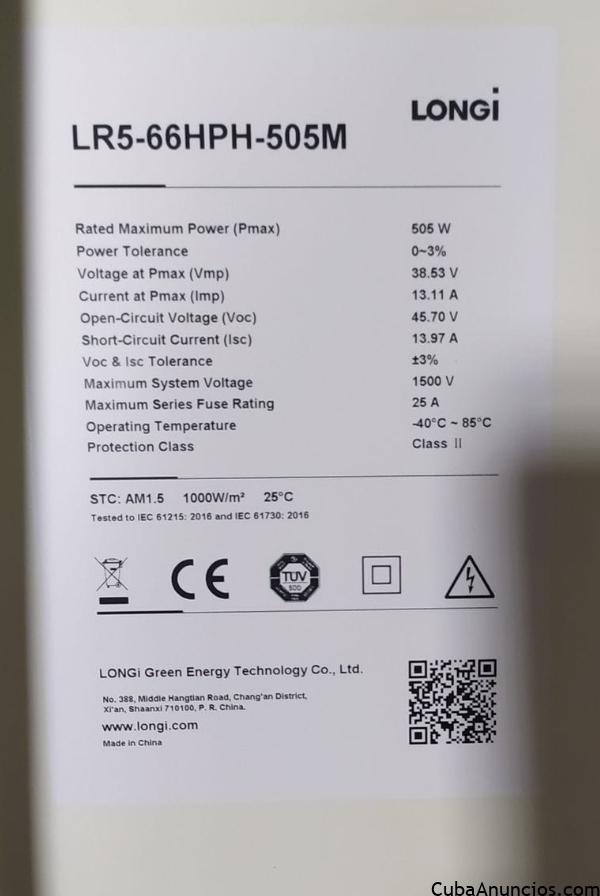 LONGi
LR5-66HPH-505M
Rated Maximum Power (Pmax) 505 W
Power Tolerance 0~3%
Voltage at Pmax (Vmp) 38.53 V
Current at Pmax (Imp) 13.11 A
Open-Circuit Voltage (Voc) 45.70 V
Short-Circuit Current (Isc) 13.97 A
Voc & Isc Tolerance ±3%
Maximum System Voltage 1500 V
Maximum Series Fuse Rating 25 A
Operating Temperature -40°C ~ 85°C
Protection Class Class II
STC: AM1.5 1000W/m² 25°C
Tested to IEC 61215: 2016 and IEC 61730: 2016
CE TUV
SUD
LONGi Green Energy Technology Co., Ltd.
No. 388, Middle Hangtian Road, Chang'an District,
Xi'an, Shaanxi 710100, P. R. China.
www.longi.com
Made in China
CubaAnuncios.com